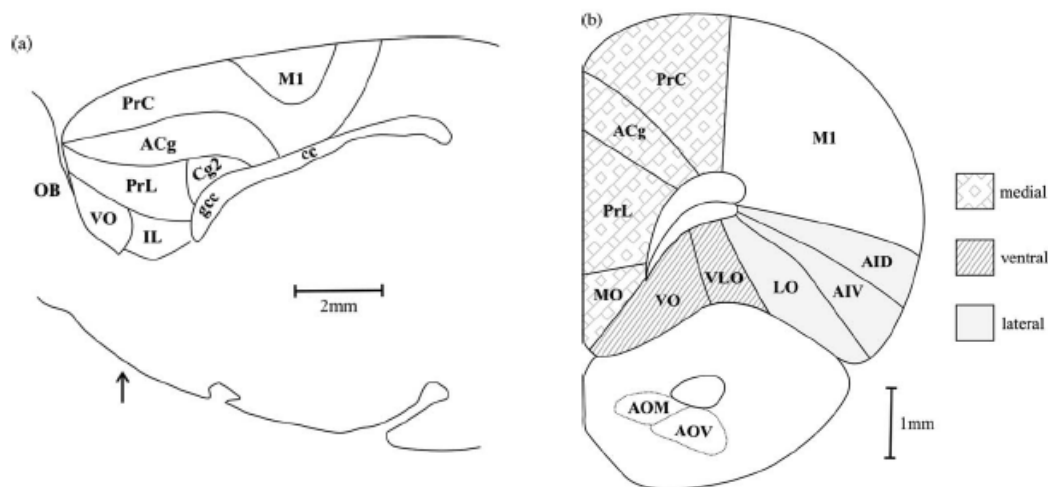 (a)
M1
PrC
ACg
Cg2
cc
OB
PrL
gcc
VO
IL
2mm
(b)
PrC
M1
ACg
medial
PrL
AID
ventral
MO
VO
VLO
LO
AIV
lateral
AOM
AOV
1mm